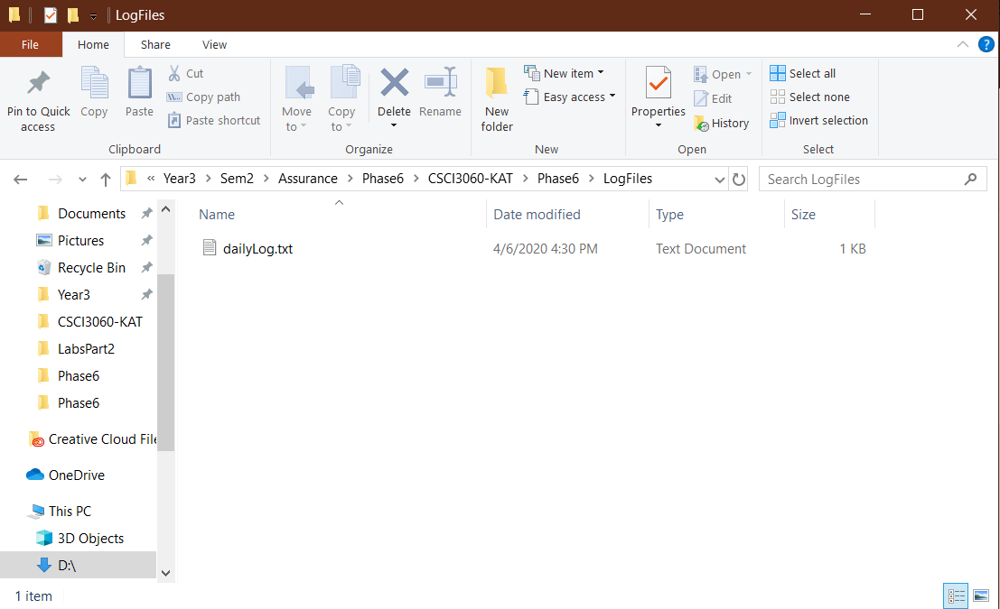 LogFiles
File Home Share View
Pin to Quick access
Copy
Paste
Cut
Copy path
Paste shortcut
Clipboard
Move to
Copy to
Delete
Rename
Organize
New folder
New item
Easy access
New
Properties
Open
Edit
History
Open
Select all
Select none
Invert selection
Select
« Year3 > Sem2 > Assurance > Phase6 > CSCI3060-KAT > Phase6 > LogFiles
Search LogFiles
Documents
Pictures
Recycle Bin
Year3
CSCI3060-KAT
LabsPart2
Phase6
Phase6
Creative Cloud File
OneDrive
This PC
3D Objects
D:\
Name Date modified Type Size
dailyLog.txt 4/6/2020 4:30 PM Text Document 1 KB
1 item